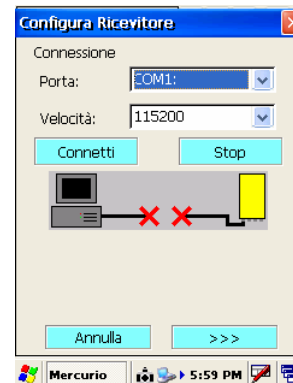 Configura Ricevitore
Connessione
Porta: COM1:
Velocità: 115200
Connetti Stop
Annulla >>>
Mercurio 5:59 PM